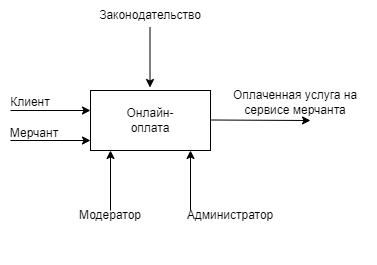 Законодательство
Клиент
Мерчант
Онлайн-
оплата
Оплаченная услуга на
сервисе мерчанта
Модератор
Администратор